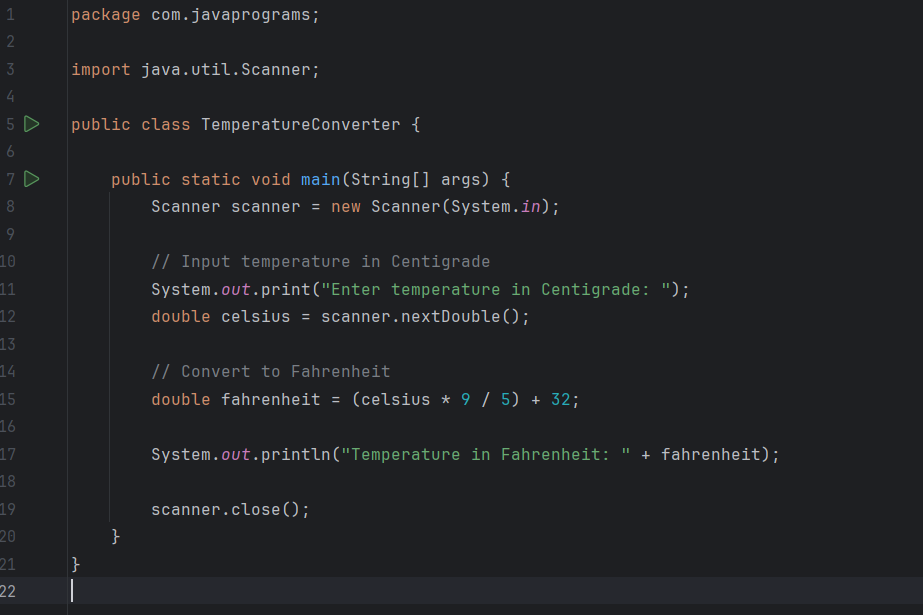 1 package com.javaprograms;
2
3 import java.util.Scanner;
4
5 public class TemperatureConverter {
6
7     public static void main(String[] args) {
8         Scanner scanner = new Scanner(System.in);
9
10         // Input temperature in Centigrade
11         System.out.print("Enter temperature in Centigrade: ");
12         double celsius = scanner.nextDouble();
13
14         // Convert to Fahrenheit
15         double fahrenheit = (celsius * 9 / 5) + 32;
16
17         System.out.println("Temperature in Fahrenheit: " + fahrenheit);
18
19         scanner.close();
20     }
21 }
22